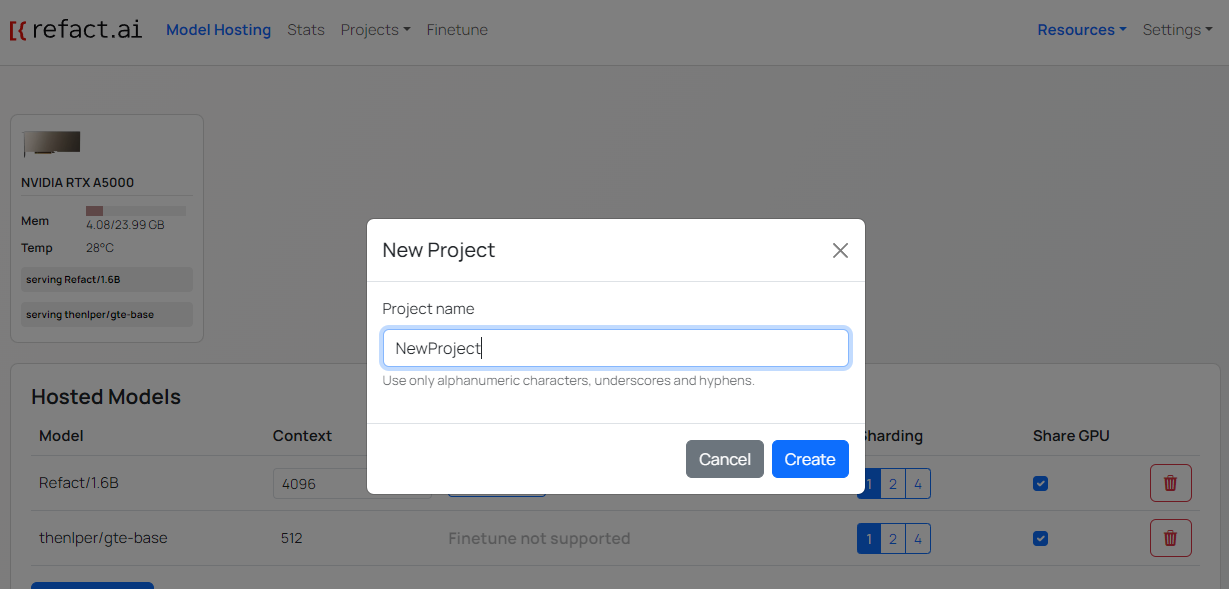 refact.ai Model Hosting Stats Projects Finetune Resources Settings
NVIDIA RTX A5000
Mem 4.08/23.99 GB
Temp 28°C
serving Refact/1.6B
serving thenlper/gte-base
New Project
Project name
NewProject
Use only alphanumeric characters, underscores and hyphens.
Cancel Create
Hosted Models
Model Context Sharding Share GPU
Refact/1.6B 4096 1 2 4
thenlper/gte-base 512 Finetune not supported 1 2 4